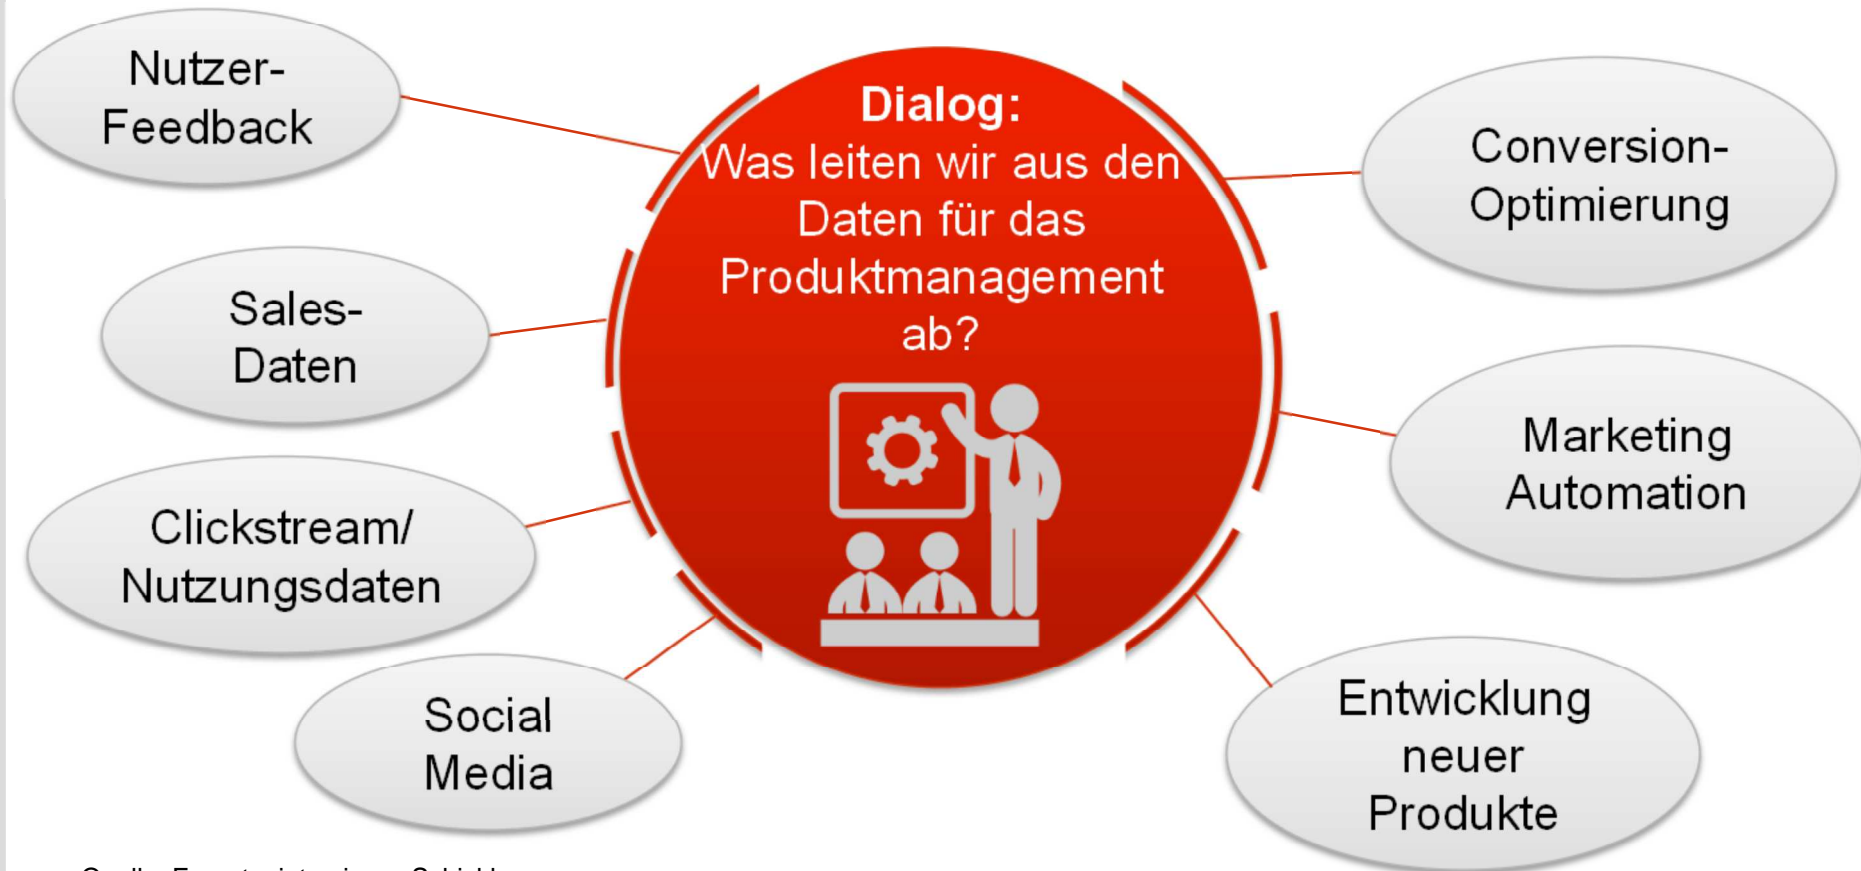 Nutzer-
Feedback
Sales-
Daten
Clickstream/
Nutzungsdaten
Social
Media
Dialog:
Was leiten wir aus den
Daten für das
Produktmanagement
ab?
Conversion-
Optimierung
Marketing
Automation
Entwicklung
neuer
Produkte